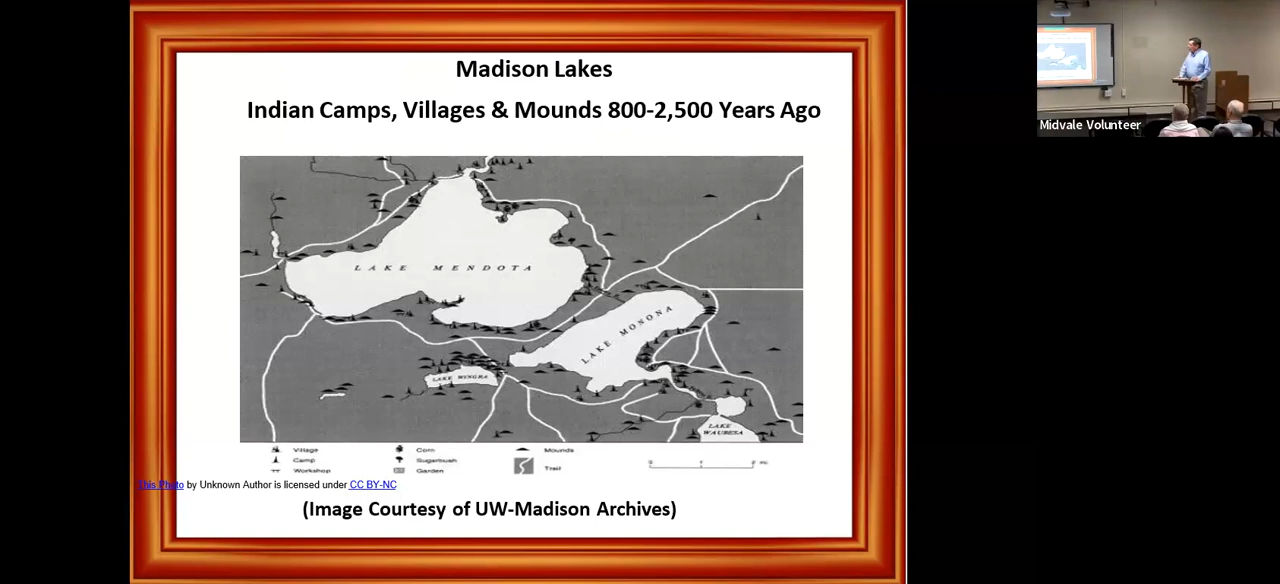 Madison Lakes
Indian Camps, Villages & Mounds 800-2,500 Years Ago
LAKE MENDOTA
LAKE MONONA
LAKE WINGRA
LAKE
WAUBESA
Village
Camp
Workshop
Corn
Sugarbush
Garden
Mounds
Trail
This Photo by Unknown Author is licensed under CC BY-NC
(Image Courtesy of UW-Madison Archives)
Midvale Volunteer